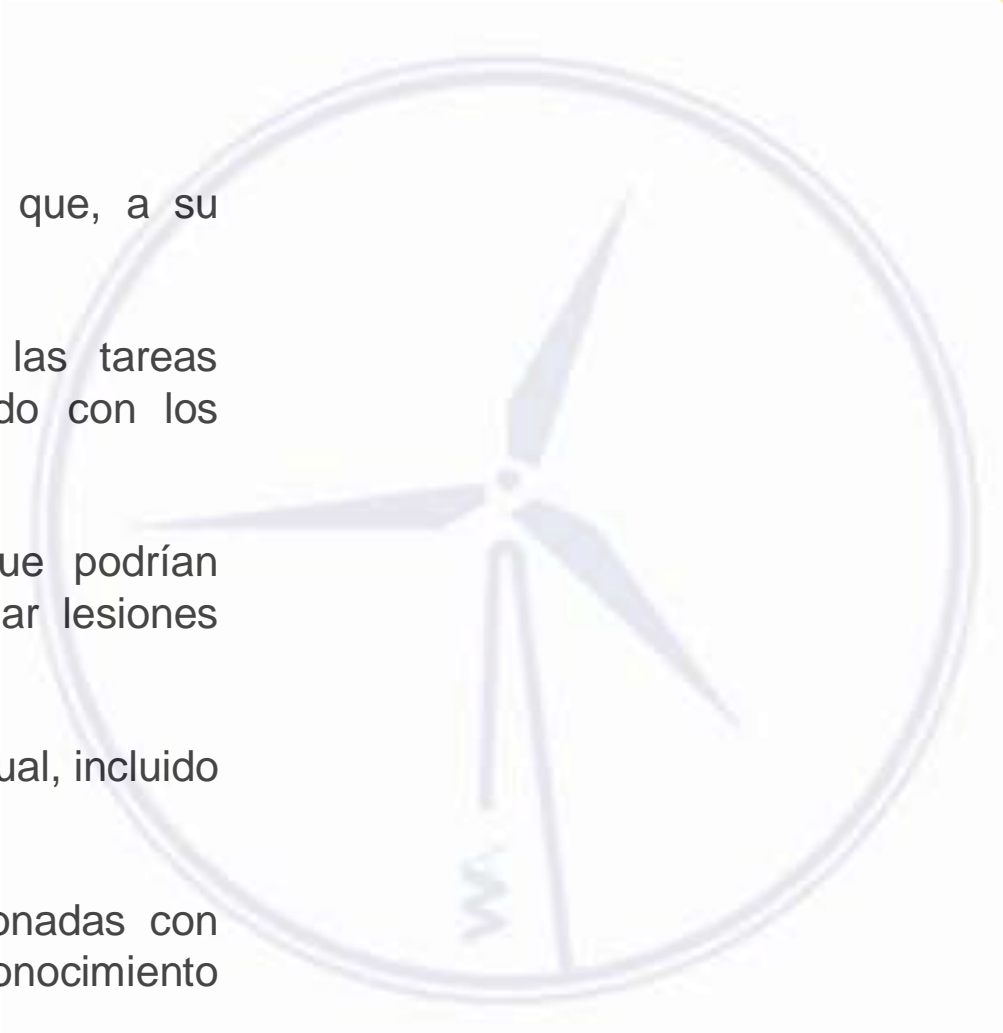 que, a su
las tareas
do con los
ue podrían
ar lesiones
ual, incluido
onadas con
onocimiento